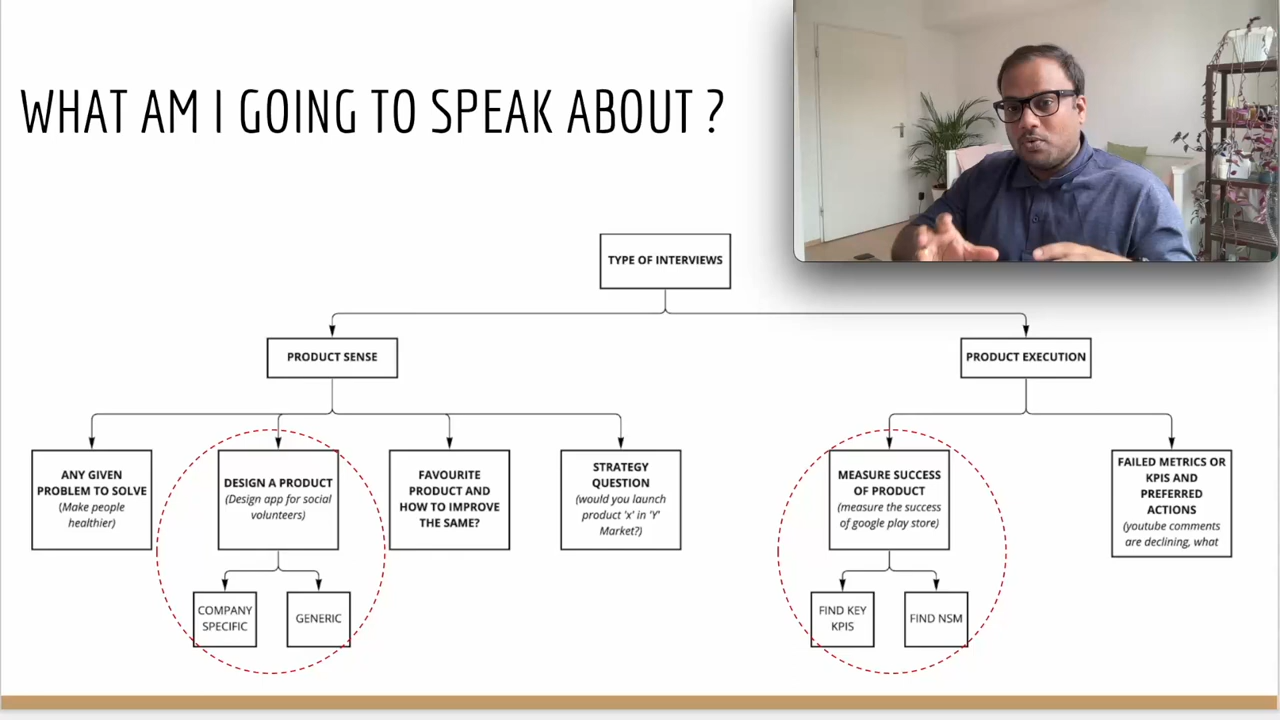 WHAT AM I GOING TO SPEAK ABOUT ?
TYPE OF INTERVIEWS
PRODUCT SENSE
PRODUCT EXECUTION
ANY GIVEN
PROBLEM TO SOLVE
(Make people
healthier)
DESIGN A PRODUCT
(Design app for social
volunteers)
FAVOURITE
PRODUCT AND
HOW TO IMPROVE
THE SAME?
STRATEGY
QUESTION
(would you launch
product 'x' in 'Y'
Market?)
MEASURE SUCCESS
OF PRODUCT
(measure the success
of google play store)
FAILED METRICS OR
KPIS AND
PREFERRED
ACTIONS
(youtube comments
are declining, what
COMPANY
SPECIFIC
GENERIC
FIND KEY
KPIS
FIND NSM